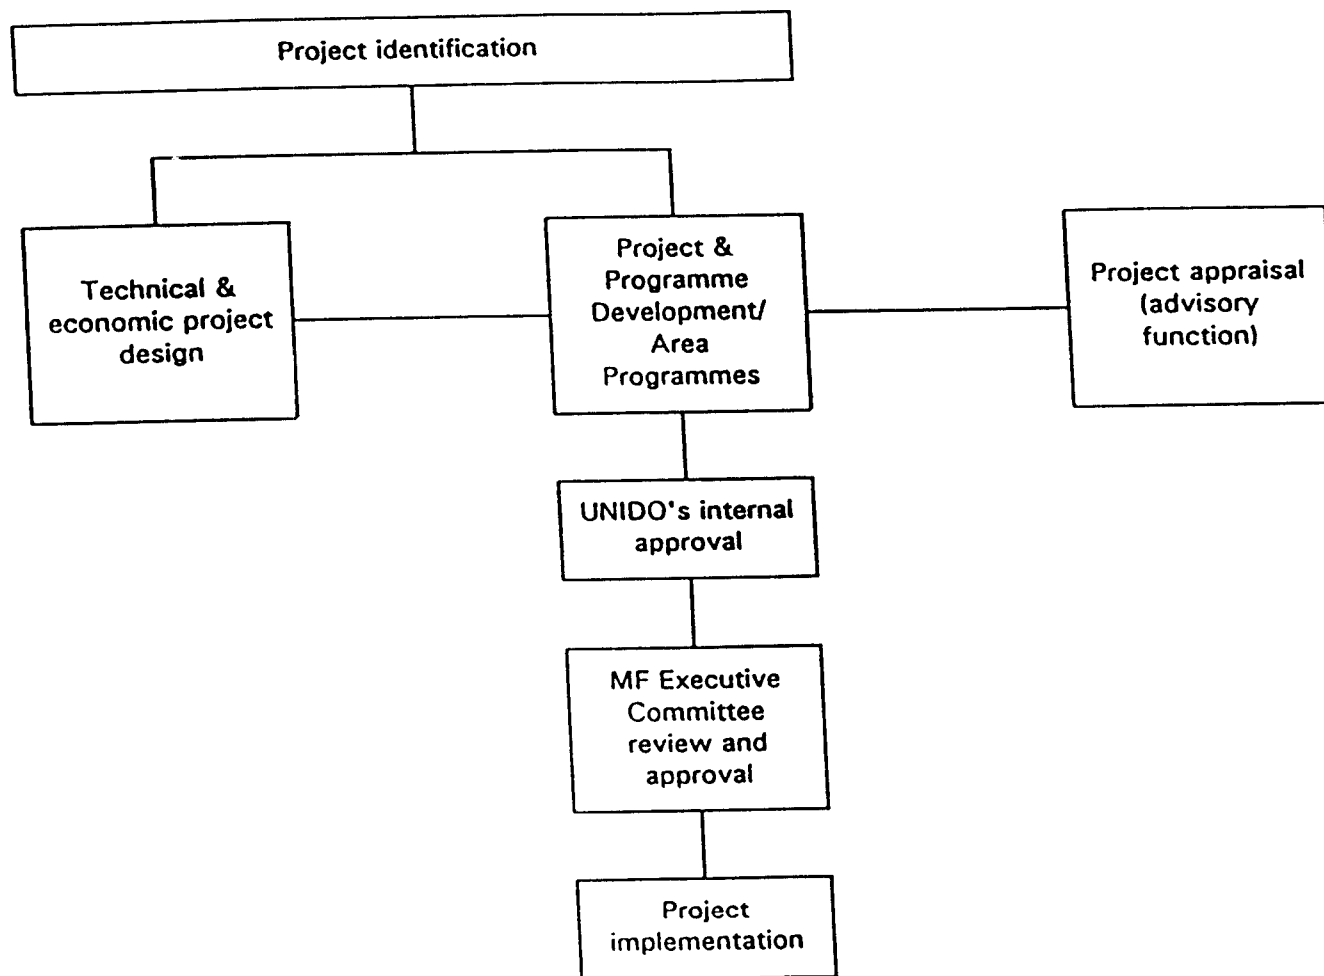 Project identification
Technical &
economic project
design
Project &
Programme
Development/
Area
Programmes
Project appraisal
(advisory
function)
UNIDO's internal
approval
MF Executive
Committee
review and
approval
Project
implementation